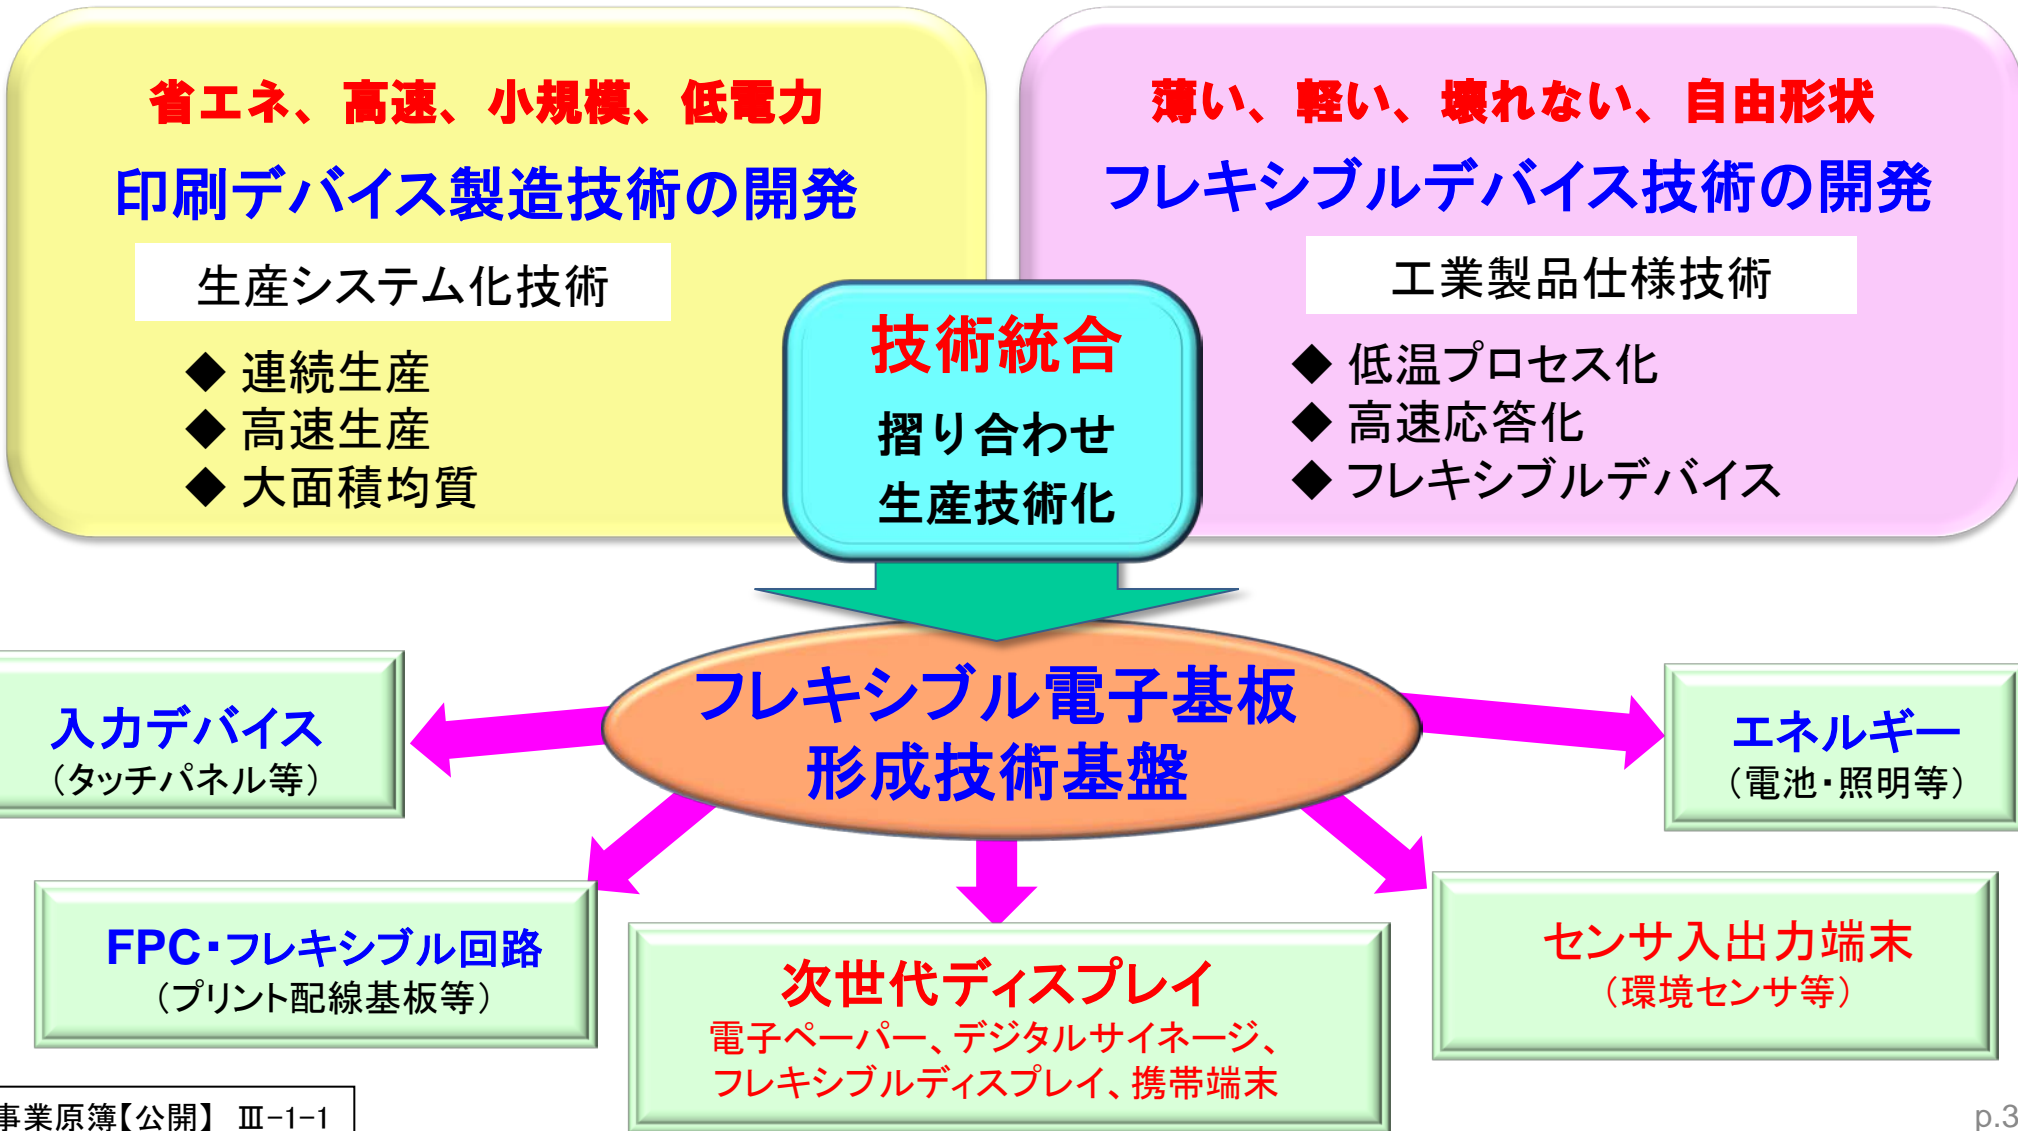 省エネ、高速、小規模、低電力
印刷デバイス製造技術の開発
生産システム化技術
◆ 連続生産
◆ 高速生産
◆ 大面積均質
薄い、軽い、壊れない、自由形状
フレキシブルデバイス技術の開発
工業製品仕様技術
◆ 低温プロセス化
◆ 高速応答化
◆ フレキシブルデバイス
技術統合
摺り合わせ
生産技術化
フレキシブル電子基板
形成技術基盤
入力デバイス
（タッチパネル等）
エネルギー
（電池・照明等）
FPC・フレキシブル回路
（プリント配線基板等）
次世代ディスプレイ
電子ペーパー、デジタルサイネージ、
フレキシブルディスプレイ、携帯端末
センサ入出力端末
（環境センサ等）
事業原簿【公開】 Ⅲ-1-1
p.3